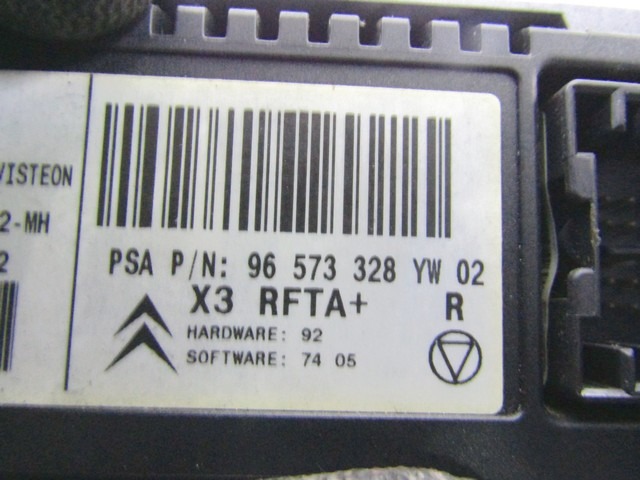 VISTEON
2-MH
2
PSA P/N: 96 573 328 YW 02
X3 RFTA+ R
HARDWARE: 92
SOFTWARE: 74 05